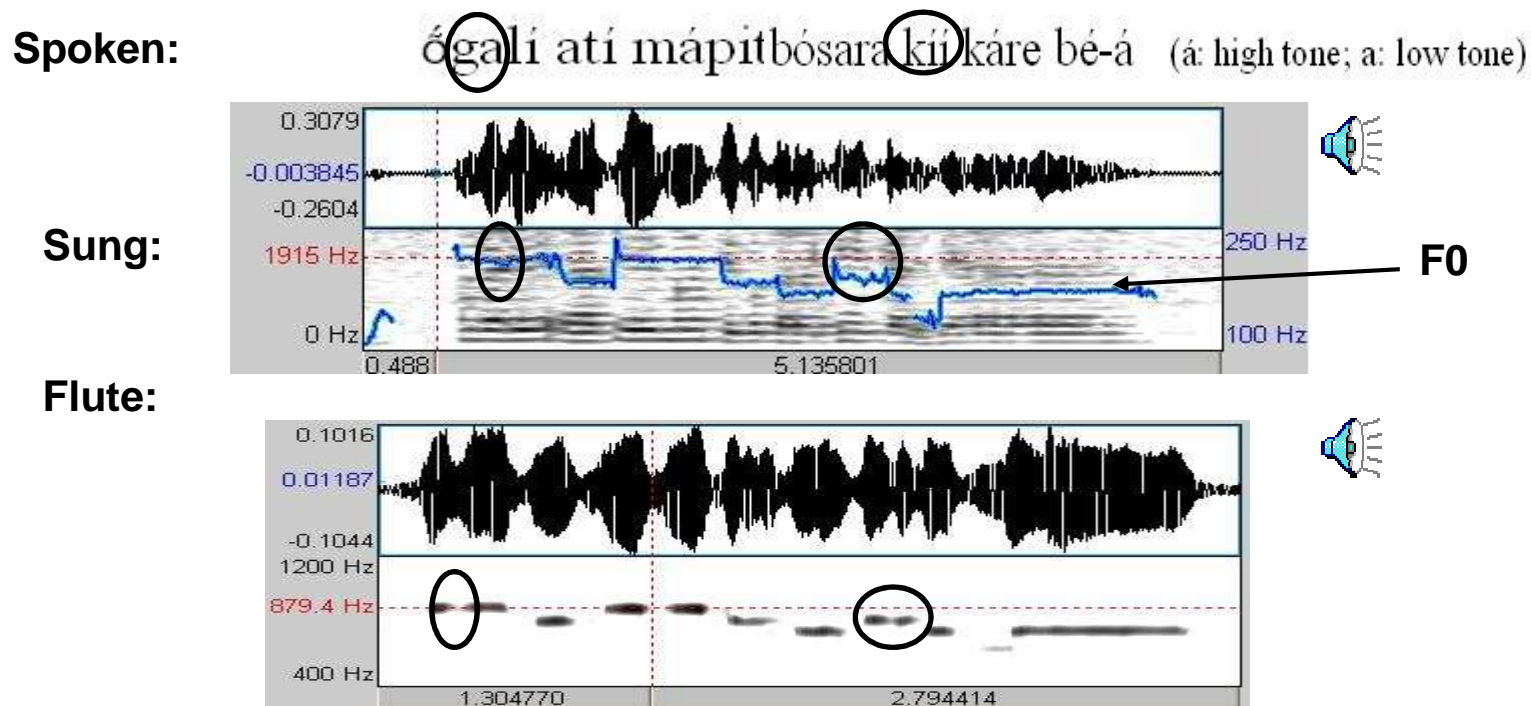 Spoken: ṍgalí atí mápitbósara kíí káre bé-á (á: high tone; a: low tone)
0.3079
-0.003845
-0.2604
Sung: 1915 Hz 250 Hz F0
0 Hz 100 Hz
0.488 5.135801
Flute:
0.1016
0.01187
-0.1044
1200 Hz
879.4 Hz
400 Hz
1.304770 2.794414